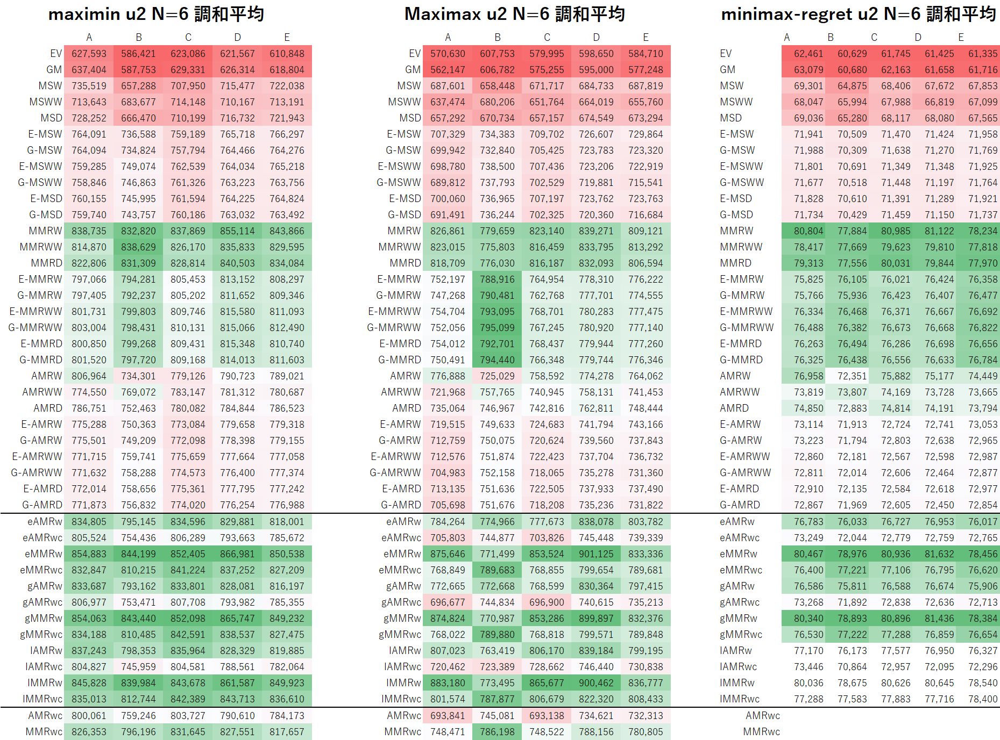 maximin u2 N=6 調和平均 Maximax u2 N=6 調和平均 minimax-regret u2 N=6 調和平均
A B C D E A B C D E A B C D E
EV 627,593 586,421 623,086 621,567 610,848 EV 570,630 607,753 579,995 598,650 584,710 EV 62,461 60,629 61,745 61,425 61,335
GM 637,404 587,753 629,331 626,314 618,804 GM 562,147 606,782 575,255 595,000 577,248 GM 63,079 60,680 62,163 61,658 61,716
MSW 735,519 657,288 707,950 715,477 722,038 MSW 687,601 658,448 671,717 684,733 687,819 MSW 69,301 64,875 68,406 67,672 67,853
MSWW 713,643 683,677 714,148 710,167 713,191 MSWW 637,474 680,206 651,764 664,019 655,760 MSWW 68,047 65,994 67,988 66,819 67,099
MSD 728,252 666,470 710,199 716,732 721,943 MSD 657,292 670,734 657,157 674,549 673,294 MSD 69,036 65,280 68,117 68,080 67,565
E-MSW 764,091 736,588 759,189 765,718 766,297 E-MSW 707,329 734,383 709,702 726,607 729,864 E-MSW 71,941 70,509 71,470 71,424 71,958
G-MSW 764,094 734,824 757,794 764,466 764,276 G-MSW 699,942 732,840 705,425 723,783 723,320 G-MSW 71,988 70,309 71,638 71,270 71,769
E-MSWW 759,285 749,074 762,539 764,034 765,218 E-MSWW 698,780 738,500 707,436 723,206 722,919 E-MSWW 71,801 70,691 71,349 71,348 71,925
G-MSWW 758,846 746,863 761,326 763,223 763,756 G-MSWW 689,812 737,793 702,529 719,881 715,541 G-MSWW 71,677 70,518 71,448 71,197 71,764
E-MSD 760,155 745,995 761,594 764,225 764,824 E-MSD 700,060 736,965 707,197 723,762 723,763 E-MSD 71,828 70,610 71,391 71,289 71,921
G-MSD 759,740 743,757 760,186 763,032 763,492 G-MSD 691,491 736,244 702,325 720,360 716,684 G-MSD 71,734 70,429 71,459 71,150 71,737
MMRW 838,735 832,820 837,869 855,114 843,866 MMRW 826,861 779,659 823,140 839,271 809,121 MMRW 80,804 77,884 80,985 81,122 78,234
MMRWW 814,870 838,629 826,170 835,833 829,595 MMRWW 823,015 775,803 816,459 833,795 813,292 MMRWW 78,417 77,669 79,623 79,810 77,818
MMRD 822,806 831,309 828,814 840,503 834,084 MMRD 818,709 776,030 816,187 832,093 806,594 MMRD 79,313 77,556 80,031 79,844 77,970
E-MMRW 797,066 794,281 805,453 813,152 808,297 E-MMRW 752,197 788,916 764,954 778,310 776,222 E-MMRW 75,825 76,105 76,021 76,424 76,358
G-MMRW 797,405 792,237 805,202 811,652 809,346 G-MMRW 747,268 790,481 762,768 777,701 774,555 G-MMRW 75,766 75,936 76,423 76,407 76,477
E-MMRWW 801,731 799,803 809,746 815,580 811,093 E-MMRWW 754,704 793,095 768,701 780,283 777,475 E-MMRWW 76,334 76,468 76,371 76,667 76,692
G-MMRWW 803,004 798,431 810,131 815,066 812,490 G-MMRWW 752,056 795,099 767,245 780,920 777,140 G-MMRWW 76,488 76,382 76,673 76,668 76,822
E-MMRD 800,850 799,268 809,431 815,348 810,740 E-MMRD 754,012 792,701 768,437 779,944 777,260 E-MMRD 76,263 76,494 76,286 76,698 76,656
G-MMRD 801,520 797,720 809,168 814,013 811,603 G-MMRD 750,491 794,440 766,348 779,744 776,346 G-MMRD 76,325 76,438 76,556 76,633 76,784
AMRW 806,964 734,301 779,126 790,723 789,021 AMRW 776,888 725,029 758,592 774,278 764,062 AMRW 76,958 72,351 75,882 75,177 74,449
AMRWW 774,550 769,072 783,147 781,312 780,687 AMRWW 721,968 757,765 740,945 758,131 741,453 AMRWW 73,819 73,807 74,169 73,728 73,665
AMRD 786,751 752,463 780,082 784,844 786,523 AMRD 735,064 746,967 742,816 762,811 748,444 AMRD 74,850 72,883 74,814 74,191 73,794
E-AMRW 775,288 750,363 773,084 779,658 779,318 E-AMRW 719,515 749,633 724,683 741,794 743,166 E-AMRW 73,114 71,913 72,724 72,741 73,053
G-AMRW 775,501 749,209 772,098 778,398 779,155 G-AMRW 712,759 750,075 720,624 739,560 737,843 G-AMRW 73,223 71,794 72,803 72,638 72,965
E-AMRWW 771,715 759,741 775,659 777,664 777,058 E-AMRWW 712,576 751,874 722,423 737,704 736,732 E-AMRWW 72,860 72,181 72,567 72,598 72,987
G-AMRWW 771,632 758,288 774,573 776,400 777,374 G-AMRWW 704,983 752,158 718,065 735,278 731,360 G-AMRWW 72,811 72,014 72,606 72,464 72,877
E-AMRD 772,014 758,656 775,361 777,795 777,242 E-AMRD 713,135 751,636 722,505 737,933 737,490 E-AMRD 72,910 72,135 72,584 72,618 72,977
G-AMRD 771,873 756,832 774,020 776,254 776,988 G-AMRD 705,698 751,676 718,208 735,236 731,822 G-AMRD 72,867 71,969 72,605 72,450 72,854
eAMRw 834,805 795,145 834,596 829,881 818,001 eAMRw 784,264 774,966 777,673 838,078 803,782 eAMRw 76,783 76,033 76,727 76,953 76,017
eAMRwc 805,524 754,436 806,289 793,663 785,672 eAMRwc 705,803 744,877 703,826 745,448 739,339 eAMRwc 73,249 72,044 72,779 72,759 72,765
eMMRw 854,883 844,199 852,405 866,981 850,538 eMMRw 875,646 771,499 853,524 901,125 833,336 eMMRw 80,467 78,976 80,936 81,632 78,456
eMMRwc 832,847 810,215 841,224 837,252 827,209 eMMRwc 768,849 789,683 768,855 799,654 789,681 eMMRwc 76,400 77,221 77,106 76,795 76,620
gAMRw 833,687 793,162 833,801 828,081 816,197 gAMRw 772,665 772,668 768,599 830,364 797,415 gAMRw 76,586 75,811 76,588 76,674 75,906
gAMRwc 806,977 753,471 807,708 793,982 785,355 gAMRwc 696,677 744,834 696,900 740,615 735,213 gAMRwc 73,268 71,892 72,838 72,636 72,713
gMMRw 854,063 843,440 852,098 865,747 849,232 gMMRw 874,824 770,987 853,286 899,897 832,376 gMMRw 80,340 78,893 80,896 81,436 78,384
gMMRwc 834,188 810,485 842,591 838,537 827,475 gMMRwc 768,022 789,880 768,818 799,571 789,848 gMMRwc 76,530 77,222 77,288 76,859 76,654
lAMRw 837,243 798,353 835,964 828,329 819,885 lAMRw 807,023 763,419 806,170 839,184 799,195 lAMRw 77,170 76,173 77,577 76,950 76,327
lAMRwc 804,827 745,959 804,581 788,561 782,064 lAMRwc 720,462 723,389 728,662 746,440 730,838 lAMRwc 73,446 70,864 72,957 72,095 72,296
lMMRw 845,828 839,984 843,678 861,587 849,923 lMMRw 883,180 773,495 865,677 900,462 836,777 lMMRw 80,036 78,675 80,626 80,645 78,540
lMMRwc 835,013 812,744 842,389 843,713 836,610 lMMRwc 801,574 787,877 806,679 822,320 808,433 lMMRwc 77,288 77,583 77,883 77,716 78,400
AMRwc 800,061 759,246 803,727 790,610 784,173 AMRwc 693,841 745,081 693,138 734,621 732,313 AMRwc
MMRwc 826,353 796,196 831,645 827,551 817,657 MMRwc 748,471 786,198 748,522 788,156 780,805 MMRwc